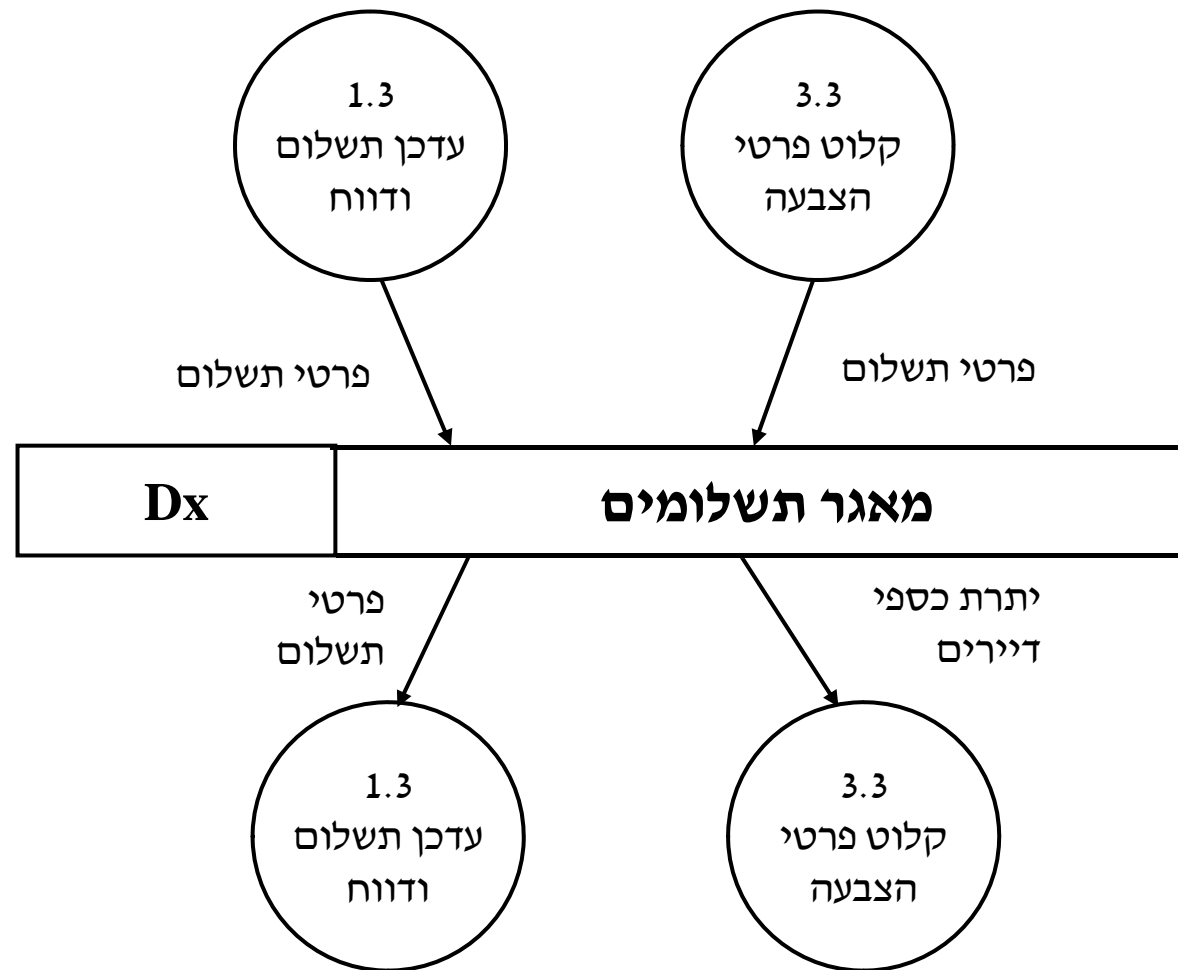 3.3
קלוט פרטי
הצבעה
1.3
עדכן תשלום
ודווח
פרטי תשלום
פרטי תשלום
מאגר תשלומים
Dx
יתרת כספי
דיירים
פרטי
תשלום
3.3
קלוט פרטי
הצבעה
1.3
עדכן תשלום
ודווח